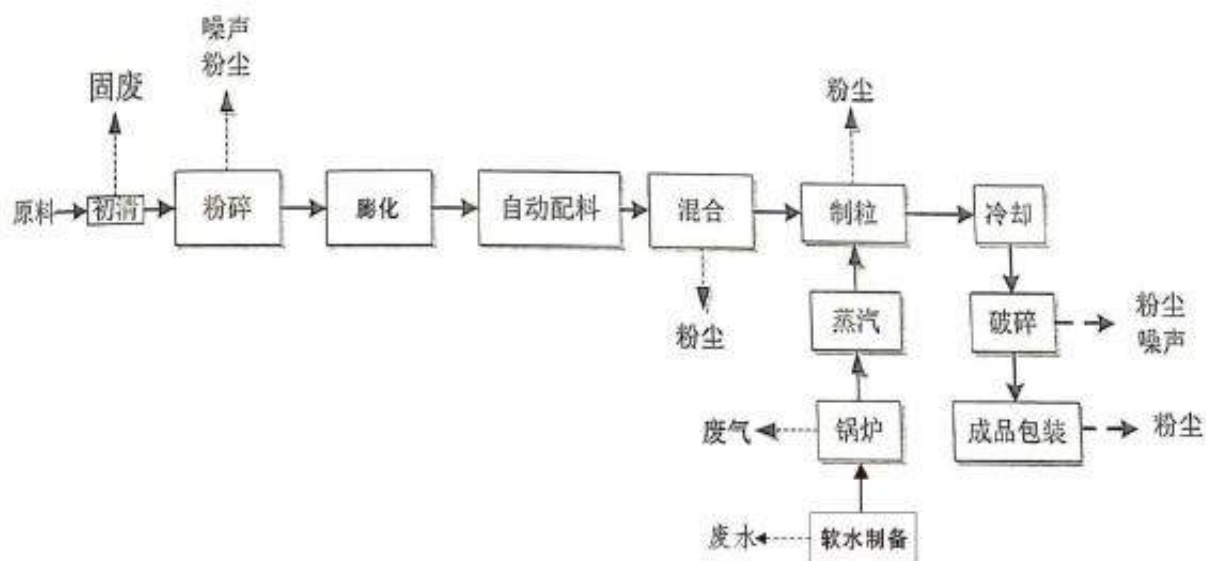 噪声
粉尘
固废
粉尘
原料
初清
粉碎
膨化
自动配料
混合
制粒
冷却
粉尘
蒸汽
破碎
粉尘
噪声
废气
锅炉
成品包装
粉尘
废水
软水制备